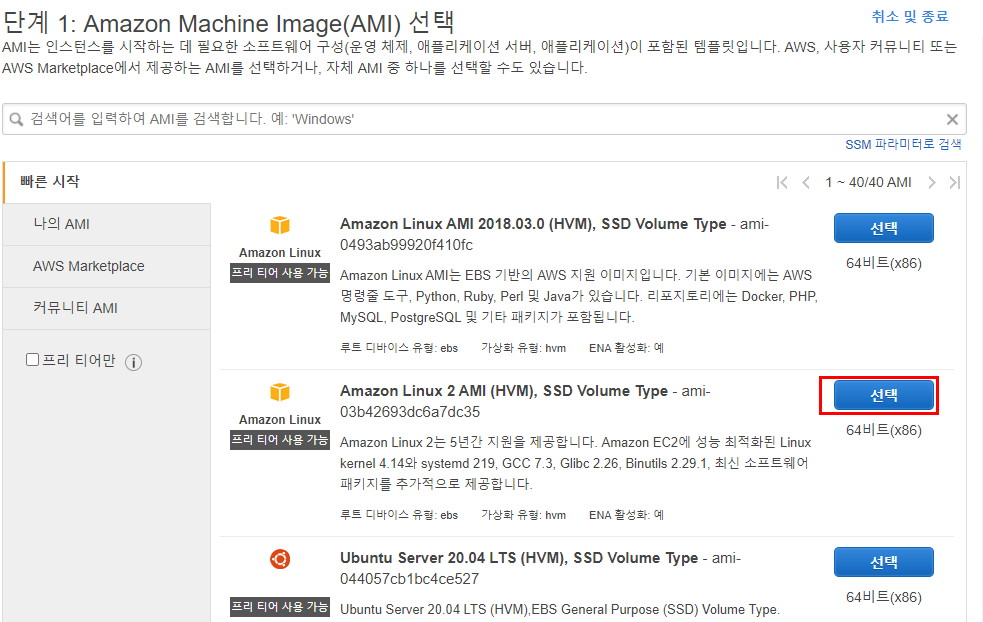 단계 1: Amazon Machine Image(AMI) 선택
취소 및 종료
AMI는 인스턴스를 시작하는 데 필요한 소프트웨어 구성(운영 체제, 애플리케이션 서버, 애플리케이션)이 포함된 템플릿입니다. AWS, 사용자 커뮤니티 또는
AWS Marketplace에서 제공하는 AMI를 선택하거나, 자체 AMI 중 하나를 선택할 수도 있습니다.
검색어를 입력하여 AMI를 검색합니다. 예: 'Windows'
SSM 파라미터로 검색
빠른 시작
1 ~ 40/40 AMI
나의 AMI
AWS Marketplace
커뮤니티 AMI
프리 티어만
Amazon Linux
프리 티어 사용 가능
Amazon Linux AMI 2018.03.0 (HVM), SSD Volume Type - ami-
0493ab99920f410fc
Amazon Linux AMI는 EBS 기반의 AWS 지원 이미지입니다. 기본 이미지에는 AWS
명령줄 도구, Python, Ruby, Perl 및 Java가 있습니다. 리포지토리에는 Docker, PHP,
MySQL, PostgreSQL 및 기타 패키지가 포함됩니다.
루트 디바이스 유형: ebs 가상화 유형: hvm ENA 활성화: 예
선택
64비트(x86)
Amazon Linux
프리 티어 사용 가능
Amazon Linux 2 AMI (HVM), SSD Volume Type - ami-
03b42693dc6a7dc35
Amazon Linux 2는 5년간 지원을 제공합니다. Amazon EC2에 성능 최적화된 Linux
kernel 4.14와 systemd 219, GCC 7.3, Glibc 2.26, Binutils 2.29.1, 최신 소프트웨어
패키지를 추가적으로 제공합니다.
루트 디바이스 유형: ebs 가상화 유형: hvm ENA 활성화: 예
선택
64비트(x86)
프리 티어 사용 가능
Ubuntu Server 20.04 LTS (HVM), SSD Volume Type - ami-
044057cb1bc4ce527
Ubuntu Server 20.04 LTS (HVM),EBS General Purpose (SSD) Volume Type.
선택
64비트(x86)